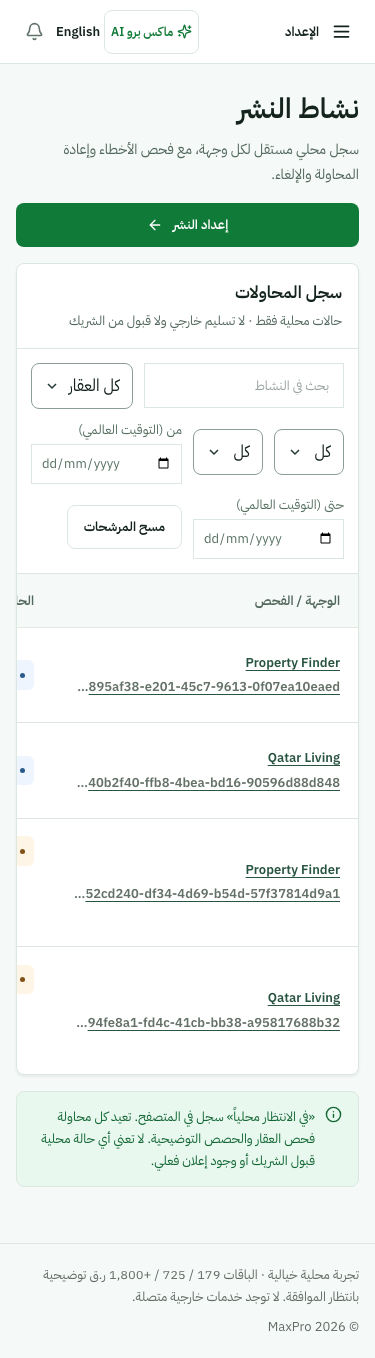 الإعداد
ماكس برو AI
English
نشاط النشر
سجل محلي مستقل لكل وجهة، مع فحص الأخطاء وإعادة
المحاولة والإلغاء.
إعداد النشر
سجل المحاولات
حالات محلية فقط · لا تسليم خارجي ولا قبول من الشريك
بحث في النشاط
كل العقار
كل
كل
من (التوقيت العالمي)
dd/mm/yyyy
حتى (التوقيت العالمي)
dd/mm/yyyy
مسح المرشحات
الوجهة / الفحص
Property Finder
895af38-e201-45c7-9613-0f07ea10eaed...
Qatar Living
40b2f40-ffb8-4bea-bd16-90596d88d848...
Property Finder
52cd240-df34-4d69-b54d-57f37814d9a1...
Qatar Living
94fe8a1-fd4c-41cb-bb38-a95817688b32...
«في الانتظار محلياً» سجل في المتصفح. تعيد كل محاولة
فحص العقار والحصص التوضيحية. لا تعني أي حالة محلية
قبول الشريك أو وجود إعلان فعلي.
تجربة محلية خيالية · الباقات 179 / 725 / +1,800 ر.ق توضيحية
بانتظار الموافقة. لا توجد خدمات خارجية متصلة.
© 2026 MaxPro